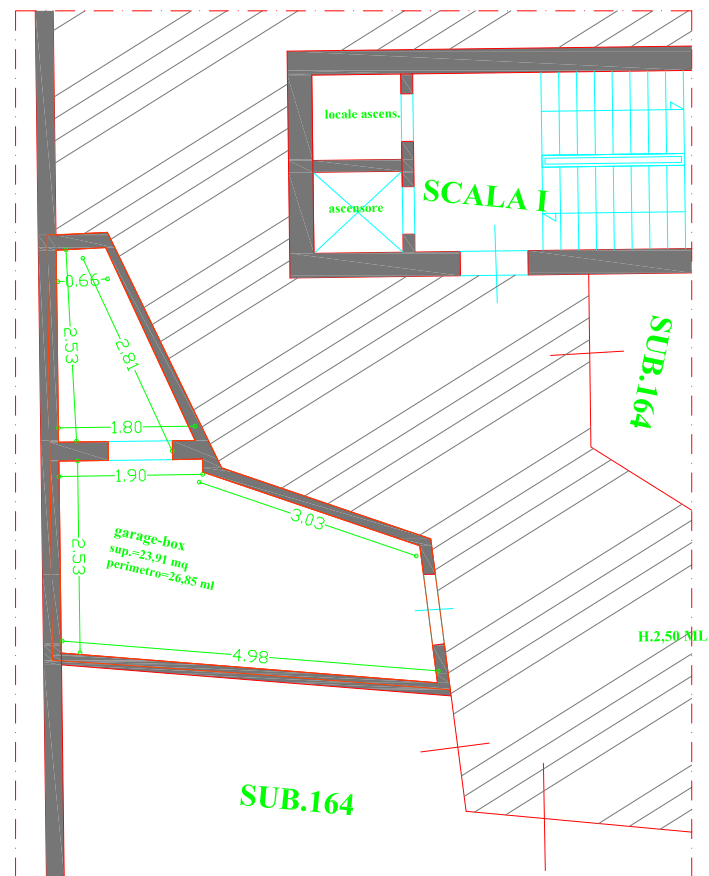 locale ascens.
SCALA I
ascensore
0.66
2.53
2.81
SUB.164
1.80
1.90
3.03
garage-box
sup.=23,91 mq
perimetro=26,85 ml
2.53
H.2,50 ML
4.98
SUB.164